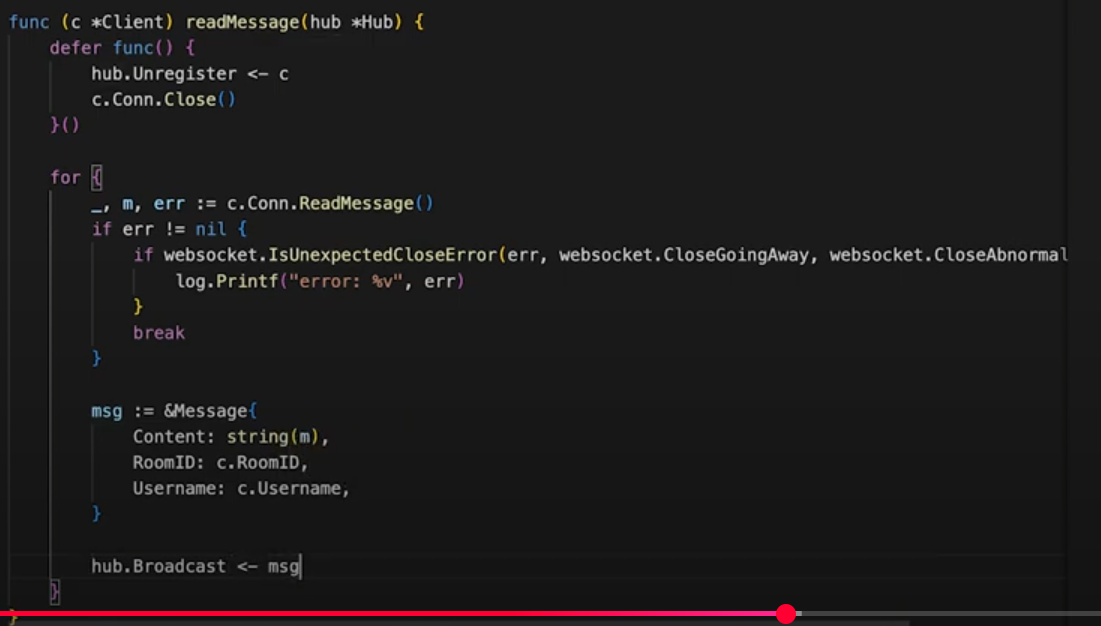 func (c *Client) readMessage(hub *Hub) {
    defer func() {
        hub.Unregister <- c
        c.Conn.Close()
    }()

    for {
        _, m, err := c.Conn.ReadMessage()
        if err != nil {
            if websocket.IsUnexpectedCloseError(err, websocket.CloseGoingAway, websocket.CloseAbnormal
                log.Printf("error: %v", err)
            }
            break
        }

        msg := &Message{
            Content: string(m),
            RoomID: c.RoomID,
            Username: c.Username,
        }

        hub.Broadcast <- msg
    }
}